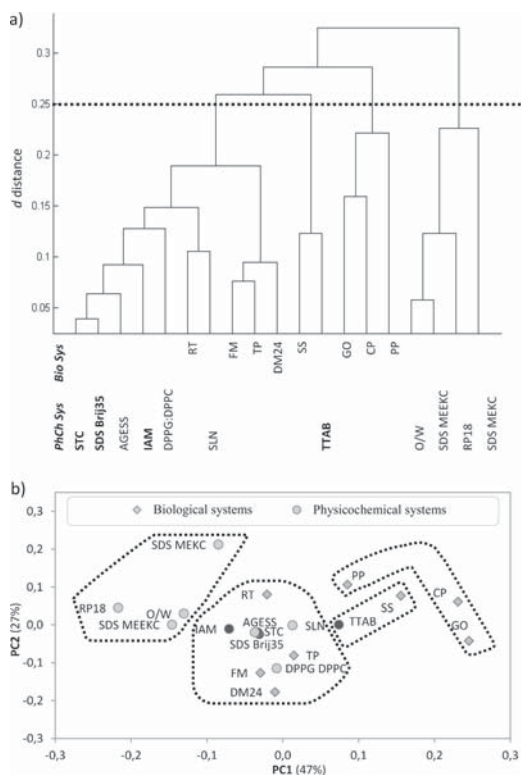 a)
0.3
0.25
0.2
0.15
0.1
0.05
d distance
Bio Sys
RT
FM
TP
DM24
SS
GO
CP
PP
PhCh Sys
STC
SDS Brij35
AGESS
IAM
DPPG:DPPC
SLN
TTAB
O/W
SDS MEEKC
RP18
SDS MEKC
b)
Biological systems
Physicochemical systems
0,3
0,2
0,1
0,0
-0,1
-0,2
-0,3
PC2 (27%)
SDS MEKC
RP18
O/W
SDS MEEKC
RT
IAM
AGESS
STC
SDS Brij35
SLN
TP
DPPG DPPC
FM
DM24
PP
SS
CP
TTAB
GO
-0,3
-0,2
-0,1
0,0
0,1
0,2
0,3
PC1 (47%)